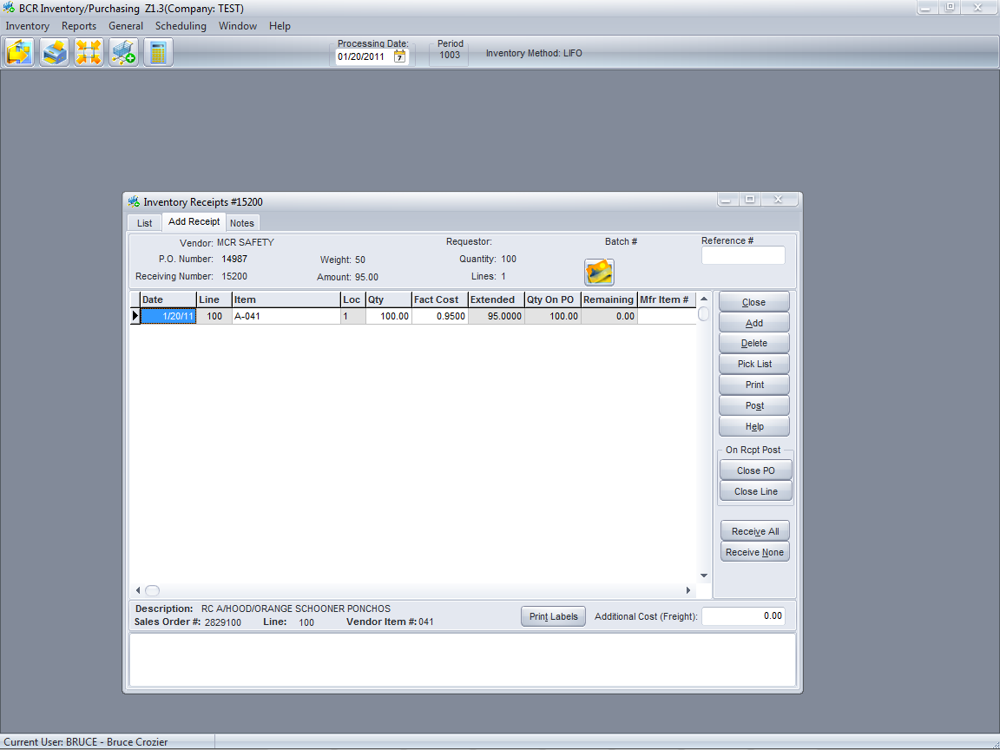 BCR Inventory/Purchasing Z1.3(Company: TEST)
Inventory Reports General Scheduling Window Help
Processing Date: Period
01/20/2011 7 1003 Inventory Method: LIFO
Inventory Receipts #15200
List Add Receipt Notes
Vendor: MCR SAFETY Requestor: Batch # Reference #
P.O. Number: 14987 Weight: 50 Quantity: 100
Receiving Number: 15200 Amount: 95.00 Lines: 1
Date Line Item Loc Qty Fact Cost Extended Qty On PO Remaining Mfr Item #
1/20/11 100 A-041 1 100.00 0.9500 95.0000 100.00 0.00
Close
Add
Delete
Pick List
Print
Post
Help
On Rcpt Post
Close PO
Close Line
Receive All
Receive None
Description: RC A/HOOD/ORANGE SCHOONER PONCHOS
Sales Order #: 2829100 Line: 100 Vendor Item #: 041
Print Labels Additional Cost (Freight): 0.00
Current User: BRUCE - Bruce Crozier